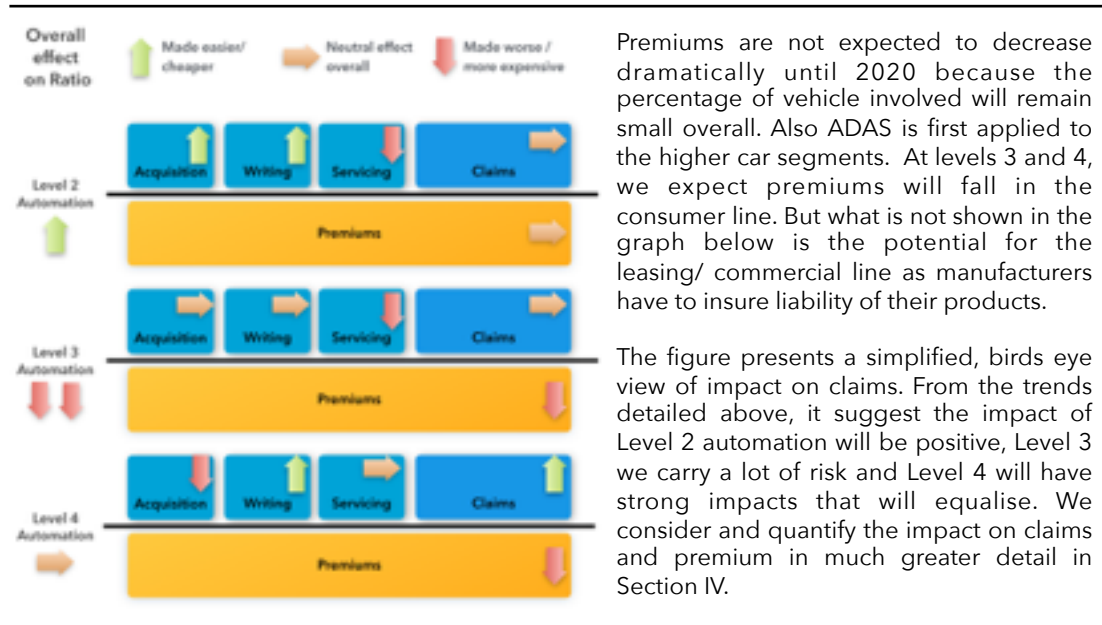 Overall
effect
on Ratio
Made easier/
cheaper
Neutral effect
overall
Made worse /
more expensive
Level 2
Automation
Acquisition
Writing
Servicing
Claims
Premiums
Level 3
Automation
Acquisition
Writing
Servicing
Claims
Premiums
Level 4
Automation
Acquisition
Writing
Servicing
Claims
Premiums
Premiums are not expected to decrease
dramatically until 2020 because the
percentage of vehicle involved will remain
small overall. Also ADAS is first applied to
the higher car segments. At levels 3 and 4,
we expect premiums will fall in the
consumer line. But what is not shown in the
graph below is the potential for the
leasing/ commercial line as manufacturers
have to insure liability of their products.
The figure presents a simplified, birds eye
view of impact on claims. From the trends
detailed above, it suggest the impact of
Level 2 automation will be positive, Level 3
we carry a lot of risk and Level 4 will have
strong impacts that will equalise. We
consider and quantify the impact on claims
and premium in much greater detail in
Section IV.